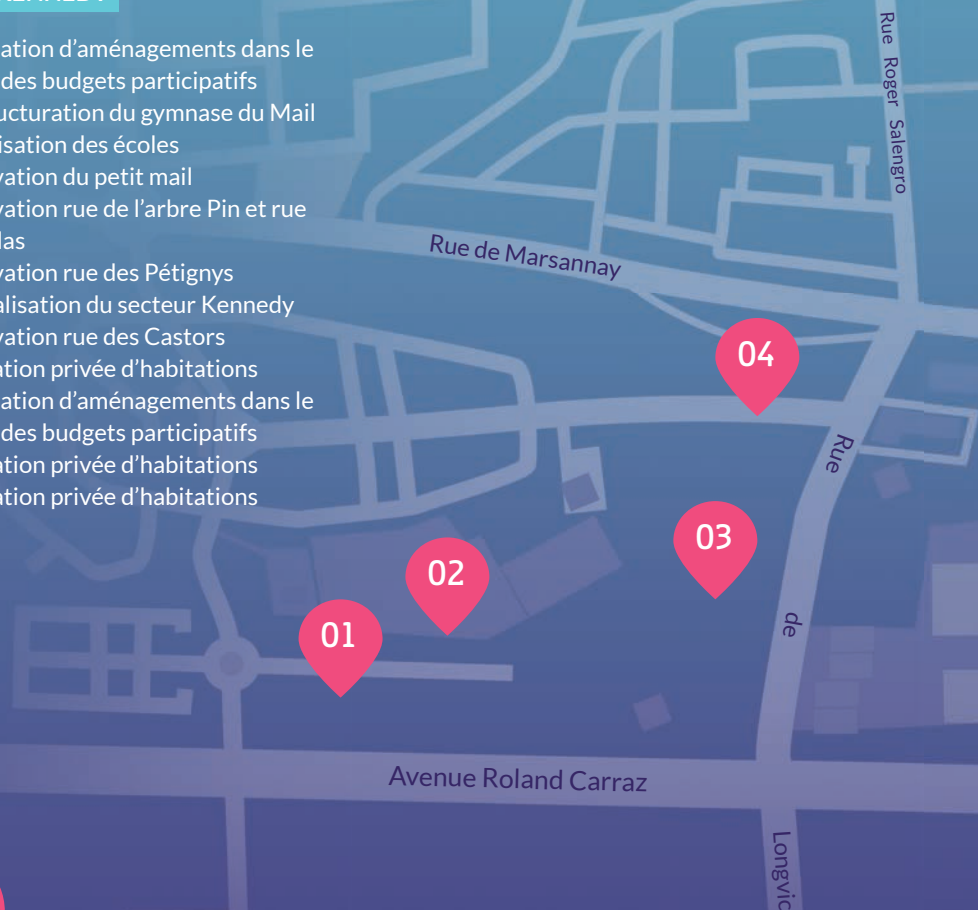 ation d'aménagements dans le
des budgets participatifs
ucturation du gymnase du Mail
isation des écoles
vation du petit mail
vation rue de l'arbre Pin et rue
las
vation rue des Pétignys
alisation du secteur Kennedy
vation rue des Castors
ation privée d'habitations
ation d'aménagements dans le
des budgets participatifs
ation privée d'habitations
ation privée d'habitations
Rue Roger Salengro
Rue de Marsannay
04
Rue
03
02
01
de
Avenue Roland Carraz
Longvic